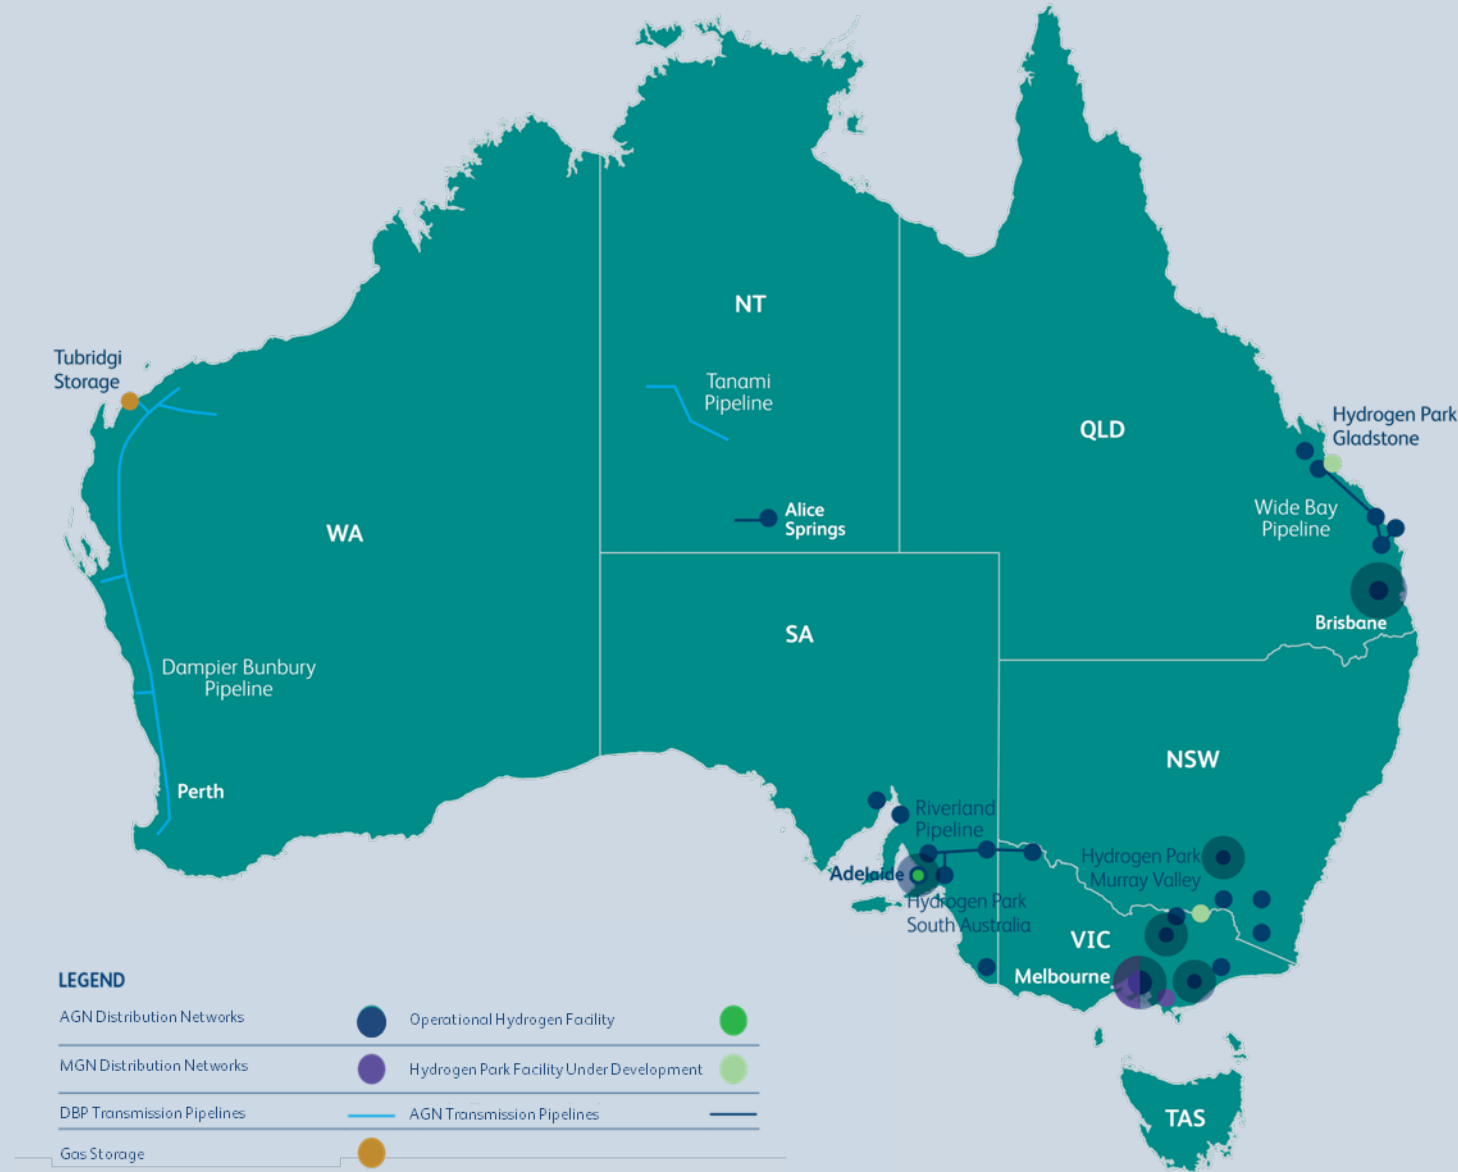 NT
Tubridgi
Storage
Tanami
Pipeline
Hydrogen Park
Gladstone
QLD
Alice
Springs
Wide Bay
Pipeline
WA
Brisbane
SA
Dampier Bunbury
Pipeline
NSW
Perth
Riverland
Pipeline
Hydrogen Park
Murray Valley
Adelaide
Hydrogen Park
South Australia
VIC
Melbourne
LEGEND
AGN Distribution Networks
Operational Hydrogen Facility
MGN Distribution Networks
Hydrogen Park Facility Under Development
DBP Transmission Pipelines
AGN Transmission Pipelines
Gas Storage
TAS